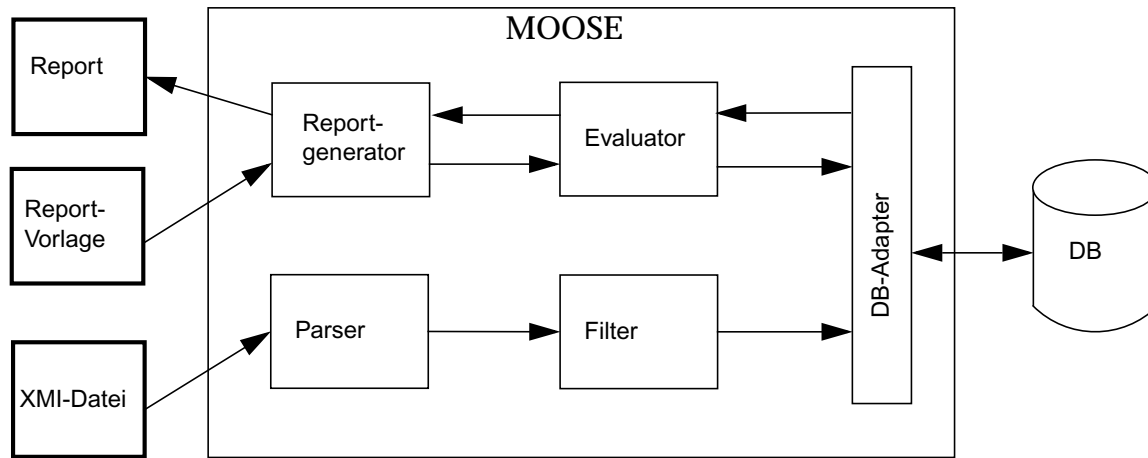 MOOSE
Report
Report-
generator
Evaluator
Report-
Vorlage
DB-Adapter
DB
Parser
Filter
XMI-Datei